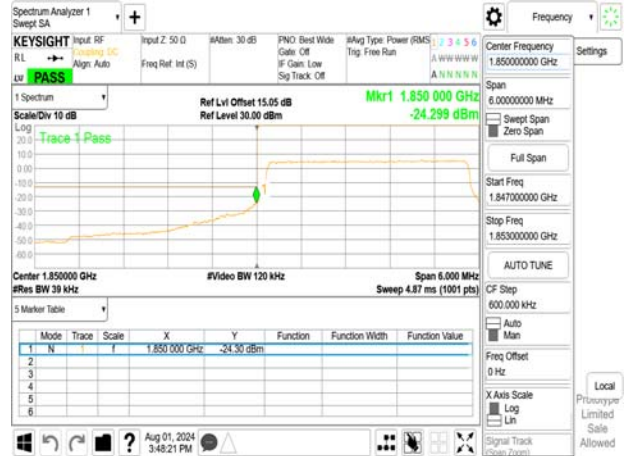 Spectrum Analyzer 1
Swept SA
KEYSIGHT
RL
PASS
Input: RF
Coupling: DC
Align: Auto
Input Z: 50 Ω
Freq Ref: Int (S)
#Atten: 30 dB
PNO: Best Wide
Gate: Off
IF Gain: Low
Sig Track: Off
#Avg Type: Power (RMS
Trig: Free Run
1 2 3 4 5 6
A W W W W W
A N N N N N
1 Spectrum
Scale/Div 10 dB
Ref Lvl Offset 15.05 dB
Ref Level 30.00 dBm
Mkr1 1.850 000 GHz
-24.299 dBm
Log
Trace 1 Pass
20.0
10.0
0.00
-10.0
-20.0
-30.0
-40.0
-50.0
-60.0
1
Center 1.850000 GHz
#Res BW 39 kHz
#Video BW 120 kHz
Span 6.000 MHz
Sweep 4.87 ms (1001 pts)
5 Marker Table
Mode Trace Scale X Y Function Function Width Function Value
1 N 1 f 1.850 000 GHz -24.30 dBm
2
3
4
5
6
Aug 01, 2024
3:48:21 PM
Frequency
Settings
Center Frequency
1.850000000 GHz
Span
6.00000000 MHz
Swept Span
Zero Span
Full Span
Start Freq
1.847000000 GHz
Stop Freq
1.853000000 GHz
AUTO TUNE
CF Step
600.000 kHz
Auto
Man
Freq Offset
0 Hz
X Axis Scale
Log
Lin
Signal Track
(Span Zoom)
Local
Prototype
Limited
Sale
Allowed